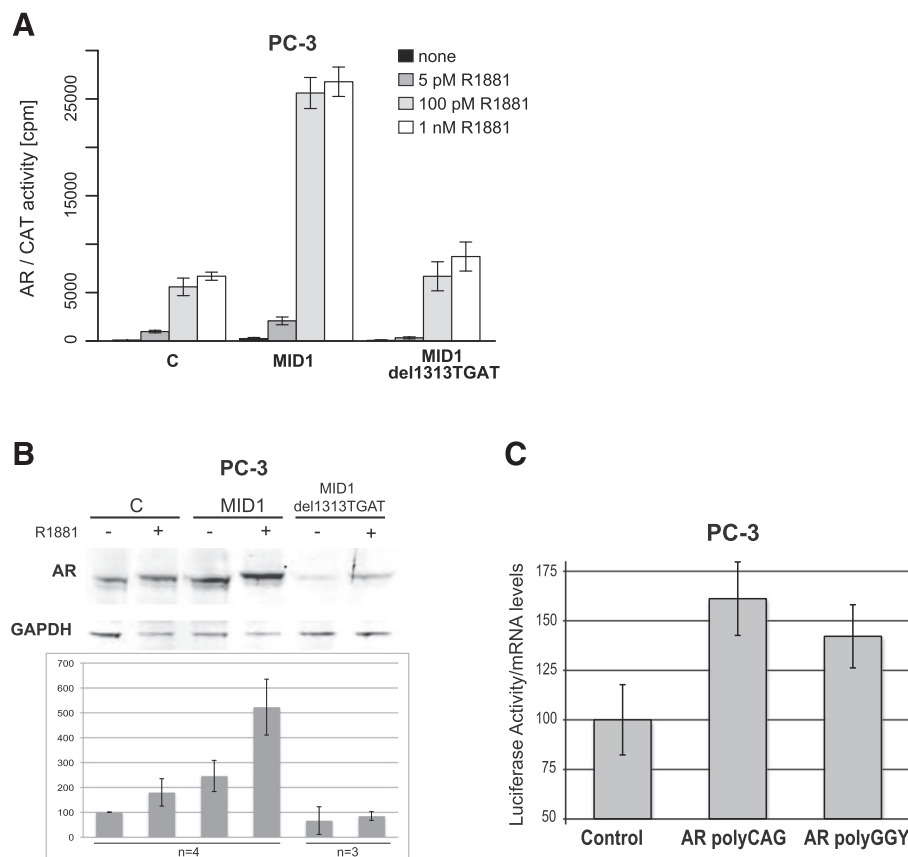 A
PC-3
none
5 pM R1881
100 pM R1881
1 nM R1881
AR / CAT activity [cpm]
25000
15000
5000
0
C
MID1
MID1
del1313TGAT
B
PC-3
C
MID1
MID1
del1313TGAT
R1881
- + - + - +
AR
GAPDH
700
600
500
400
300
200
100
0
n=4
n=3
C
PC-3
Luciferase Activity/mRNA levels
175
150
125
100
75
50
Control
AR polyCAG
AR polyGGY